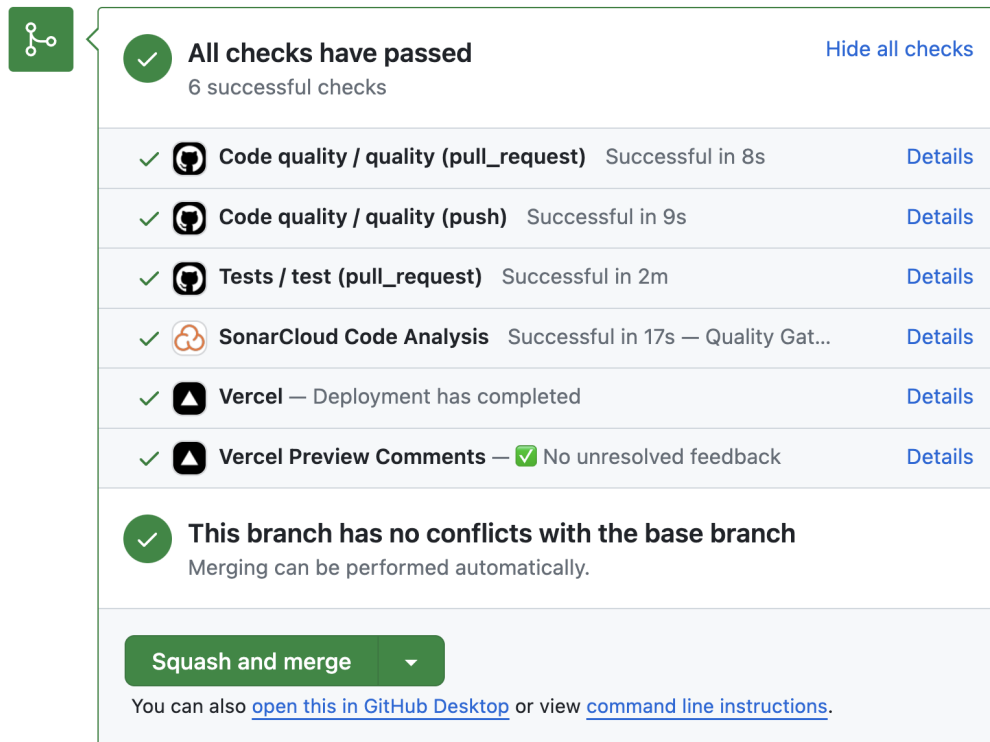 All checks have passed
Hide all checks
6 successful checks
Code quality / quality (pull_request) Successful in 8s Details
Code quality / quality (push) Successful in 9s Details
Tests / test (pull_request) Successful in 2m Details
SonarCloud Code Analysis Successful in 17s — Quality Gat... Details
Vercel — Deployment has completed Details
Vercel Preview Comments — ✅ No unresolved feedback Details
This branch has no conflicts with the base branch
Merging can be performed automatically.
Squash and merge
You can also open this in GitHub Desktop or view command line instructions.